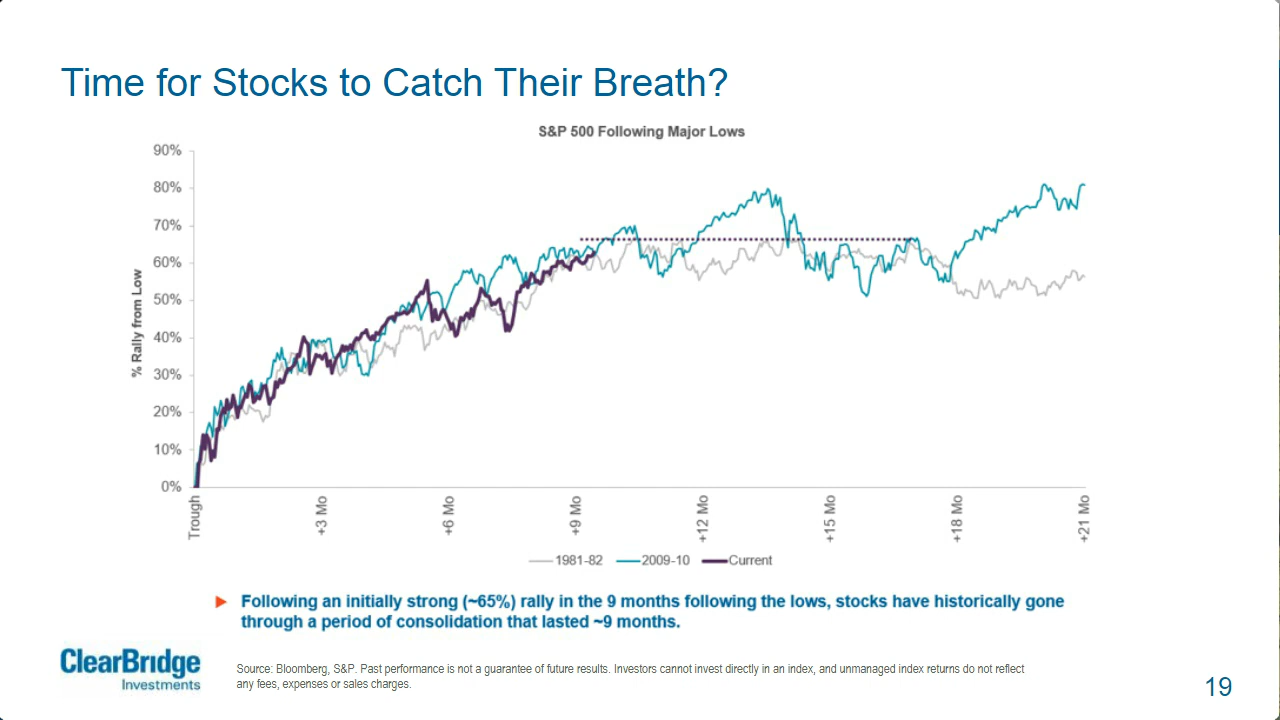 Time for Stocks to Catch Their Breath?
S&P 500 Following Major Lows
% Rally from Low
90%
80%
70%
60%
50%
40%
30%
20%
10%
0%
Trough
+3 Mo
+6 Mo
+9 Mo
+12 Mo
+15 Mo
+18 Mo
+21 Mo
1981-82 2009-10 Current
► Following an initially strong (~65%) rally in the 9 months following the lows, stocks have historically gone
through a period of consolidation that lasted ~9 months.
ClearBridge
Investments
Source: Bloomberg, S&P. Past performance is not a guarantee of future results. Investors cannot invest directly in an index, and unmanaged index returns do not reflect
any fees, expenses or sales charges.
19